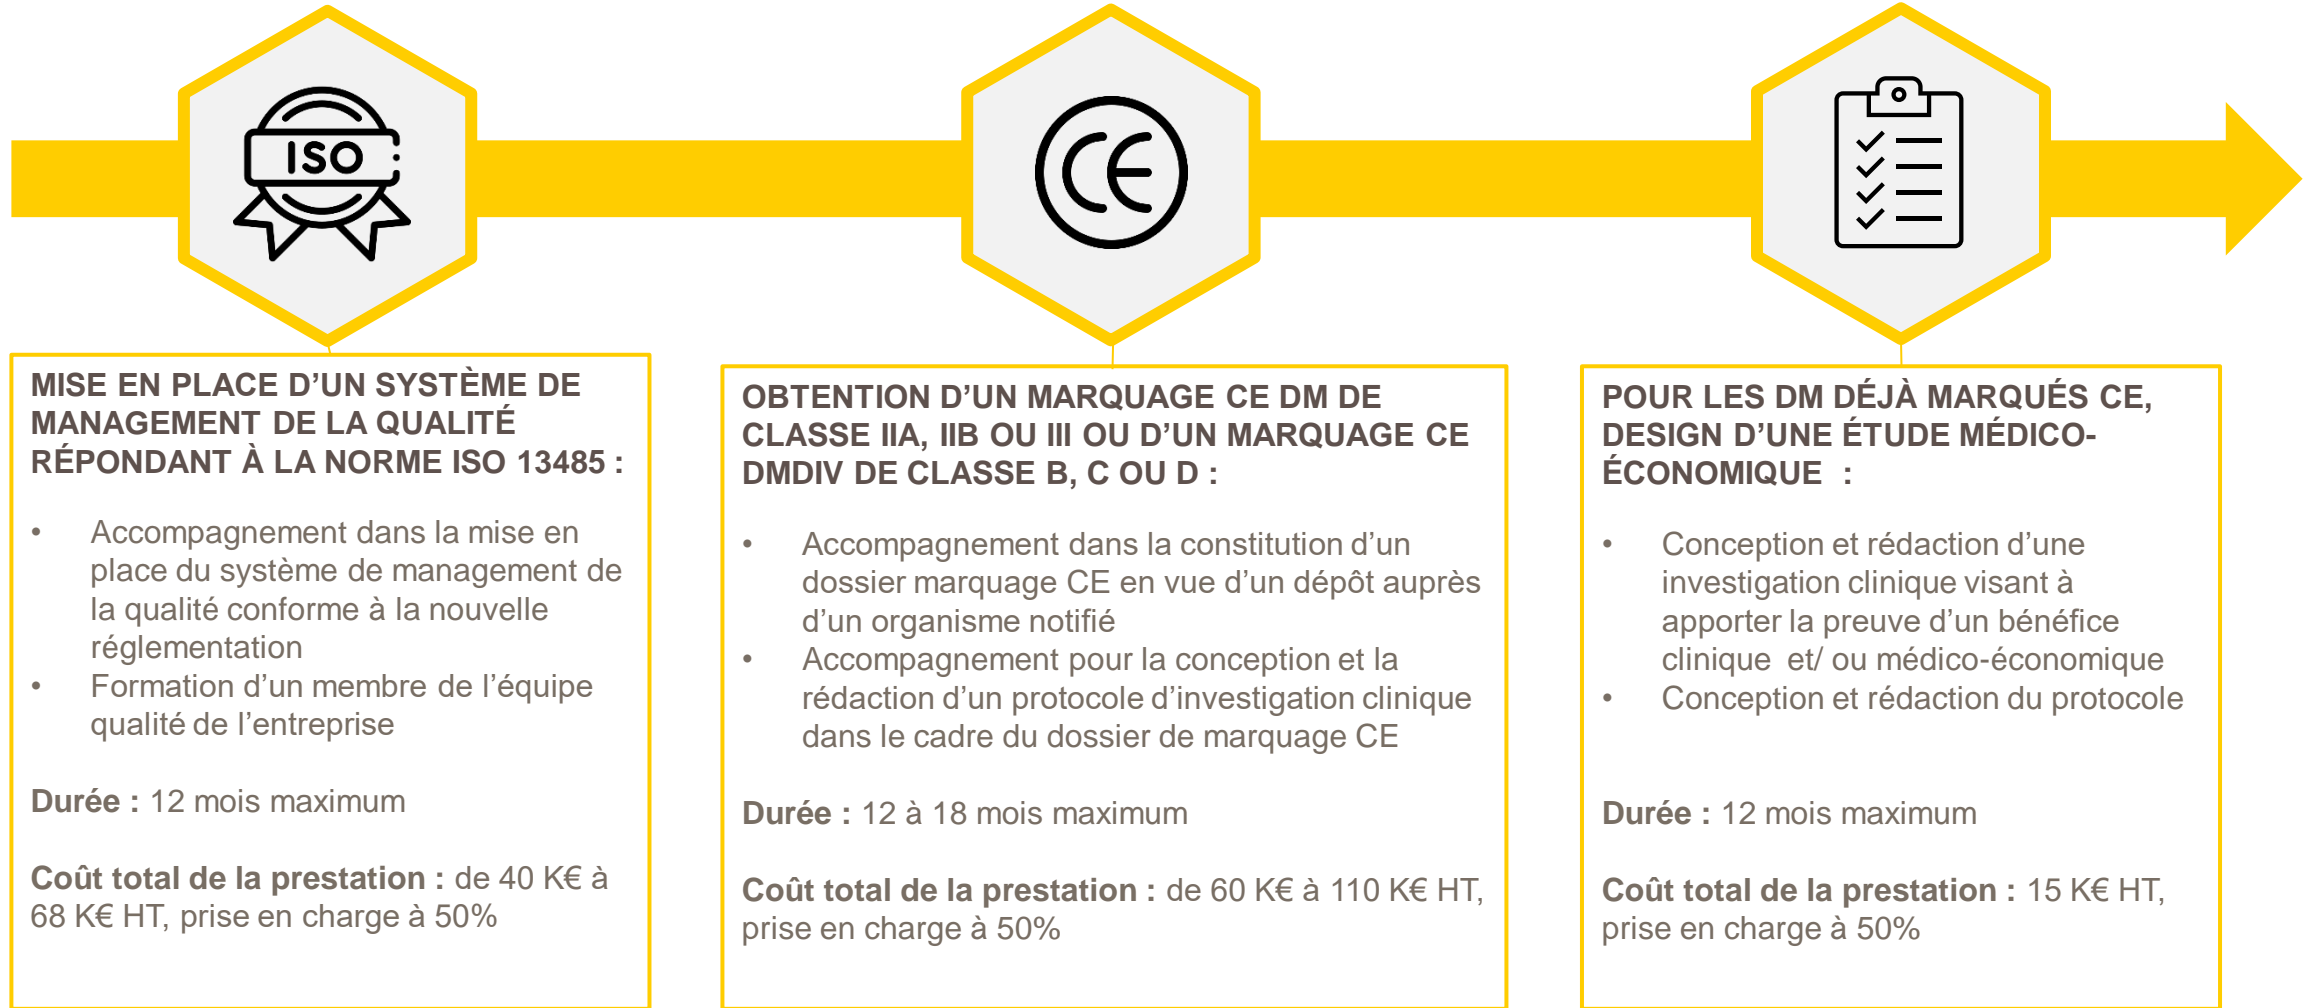 ISO
CE
MISE EN PLACE D’UN SYSTÈME DE
MANAGEMENT DE LA QUALITÉ
RÉPONDANT À LA NORME ISO 13485 :
• Accompagnement dans la mise en
place du système de management de
la qualité conforme à la nouvelle
réglementation
• Formation d’un membre de l’équipe
qualité de l’entreprise
Durée : 12 mois maximum
Coût total de la prestation : de 40 K€ à
68 K€ HT, prise en charge à 50%
OBTENTION D’UN MARQUAGE CE DM DE
CLASSE IIA, IIB OU III OU D’UN MARQUAGE CE
DMDIV DE CLASSE B, C OU D :
• Accompagnement dans la constitution d’un
dossier marquage CE en vue d’un dépôt auprès
d’un organisme notifié
• Accompagnement pour la conception et la
rédaction d’un protocole d’investigation clinique
dans le cadre du dossier de marquage CE
Durée : 12 à 18 mois maximum
Coût total de la prestation : de 60 K€ à 110 K€ HT,
prise en charge à 50%
POUR LES DM DÉJÀ MARQUÉS CE,
DESIGN D’UNE ÉTUDE MÉDICO-
ÉCONOMIQUE :
• Conception et rédaction d’une
investigation clinique visant à
apporter la preuve d’un bénéfice
clinique et/ ou médico-économique
• Conception et rédaction du protocole
Durée : 12 mois maximum
Coût total de la prestation : 15 K€ HT,
prise en charge à 50%